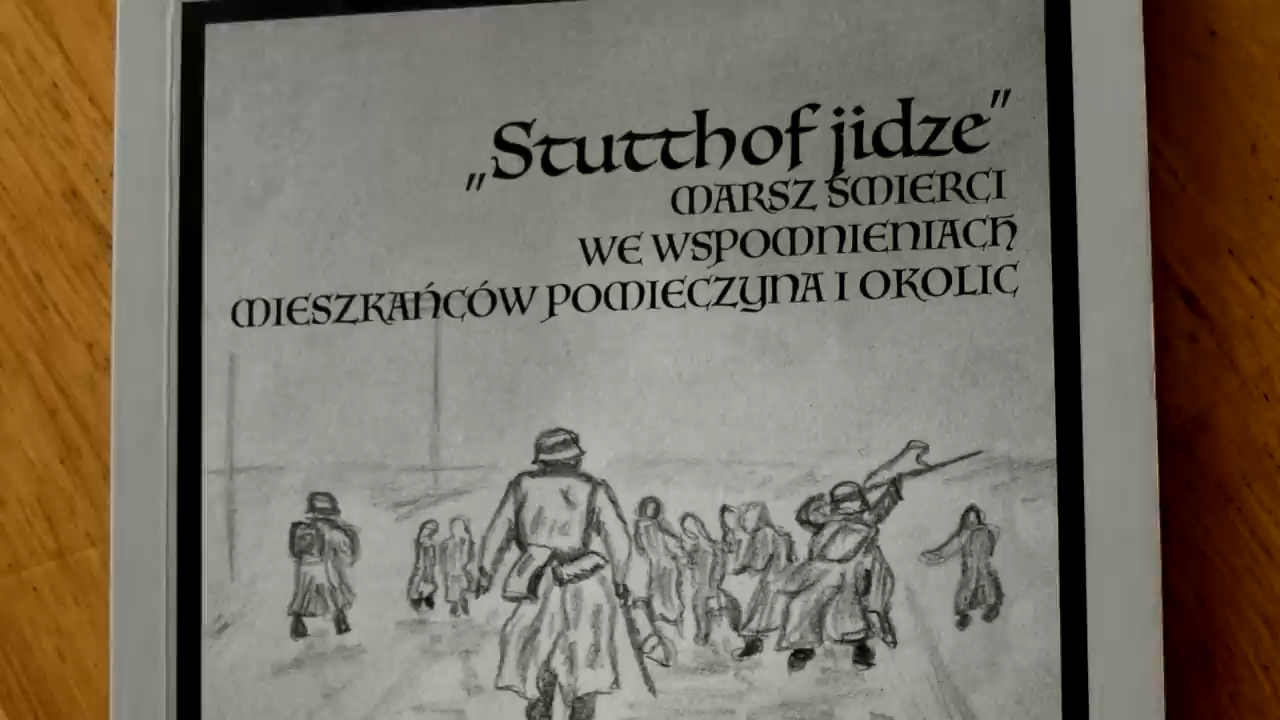 „Stutthof jidze”
MARSZ ŚMIERCI
WE WSPOMNIENIACH
MIESZKAŃCÓW POMIECZYNA I OKOLIC